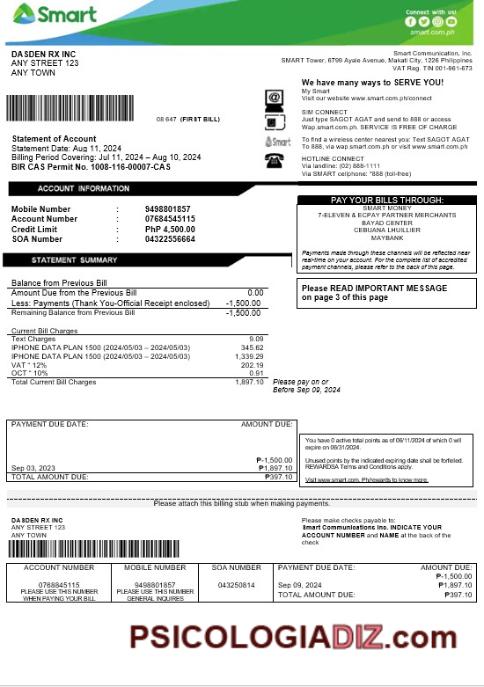 Smart
Connect with us!
smart.com.ph
DASDEN RX INC
ANY STREET 123
ANY TOWN
Smart Communication, Inc.
SMART Tower, 6799 Ayale Avenue, Makati City, 1226 Philippines
VAT Reg. TIN 001-961-673
08 647 (FIRST BILL)
We have many ways to SERVE YOU!
My Smart
Visit our website www.smart.com.ph/connect
SIM CONNECT
Just type SAGOT AGAT and send to 888 or access
Wap.smart.com.ph. SERVICE IS FREE OF CHARGE
Smart
To find a wireless center nearest you: Text SAGOT AGAT
To 888, via wap.smart.com.ph or visit www.smart.com.ph
HOTLINE CONNECT
Via landline: (02) 888-1111
Via SMART cellphone: *888 (toll-free)
Statement of Account
Statement Date: Aug 11, 2024
Billing Period Covering: Jul 11, 2024 – Aug 10, 2024
BIR CAS Permit No. 1008-116-00007-CAS
ACCOUNT INFORMATION
Mobile Number : 9498801857
Account Number : 07684545115
Credit Limit : PhP 4,500.00
SOA Number : 04322556664
PAY YOUR BILLS THROUGH:
SMART MONEY
7-ELEVEN & ECPAY PARTNER MERCHANTS
BAYAD CENTER
CEBUANA LHUILLIER
MAYBANK
Payments made through these channels will be reflected near
real-time on your account. For the complete list of accredited
payment channels, please refer to the back of this page.
STATEMENT SUMMARY
Please READ IMPORTANT MESSAGE
on page 3 of this page
Balance from Previous Bill
Amount Due from the Previous Bill 0.00
Less: Payments (Thank You-Official Receipt enclosed) -1,500.00
Remaining Balance from Previous Bill -1,500.00
Current Bill Charges
Text Charges 9.09
IPHONE DATA PLAN 1500 (2024/05/03 – 2024/05/03) 345.62
IPHONE DATA PLAN 1500 (2024/05/03 – 2024/05/03) 1,339.29
VAT * 12% 202.19
OCT * 10% 0.91
Total Current Bill Charges 1,897.10
Please pay on or
Before Sep 09, 2024
PAYMENT DUE DATE: AMOUNT DUE:
₱-1,500.00
Sep 03, 2023 ₱1,897.10
TOTAL AMOUNT DUE: ₱397.10
You have 0 active total points as of 08/11/2024 of which 0 will
expire on 08/31/2024.
Unused points by the indicated expiring date shall be forfeited.
REWARDSA Terms and Conditions apply.
Visit www.smart.com. Ph/rewards to know more.
Please attach this billing stub when making payments.
DASDEN RX INC
ANY STREET 123
ANY TOWN
Please make checks payable to:
Smart Communications Inc. INDICATE YOUR
ACCOUNT NUMBER and NAME at the back of the
check
ACCOUNT NUMBER
0768845115
PLEASE USE THIS NUMBER
WHEN PAYING YOUR BILL
MOBILE NUMBER
9498801857
PLEASE USE THIS NUMBER
GENERAL INQUIRES
SOA NUMBER
043250814
PAYMENT DUE DATE: AMOUNT DUE:
₱-1,500.00
Sep 09, 2024 ₱1,897.10
TOTAL AMOUNT DUE: ₱397.10
PSICOLOGIADIZ.com